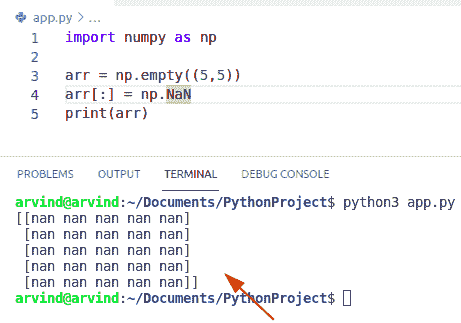 app.py > ...
1 import numpy as np
2
3 arr = np.empty((5,5))
4 arr[:] = np.NaN
5 print(arr)
PROBLEMS OUTPUT TERMINAL DEBUG CONSOLE
arvind@arvind:~/Documents/PythonProject$ python3 app.py
[[nan nan nan nan nan]
 [nan nan nan nan nan]
 [nan nan nan nan nan]
 [nan nan nan nan nan]
 [nan nan nan nan nan]]
arvind@arvind:~/Documents/PythonProject$